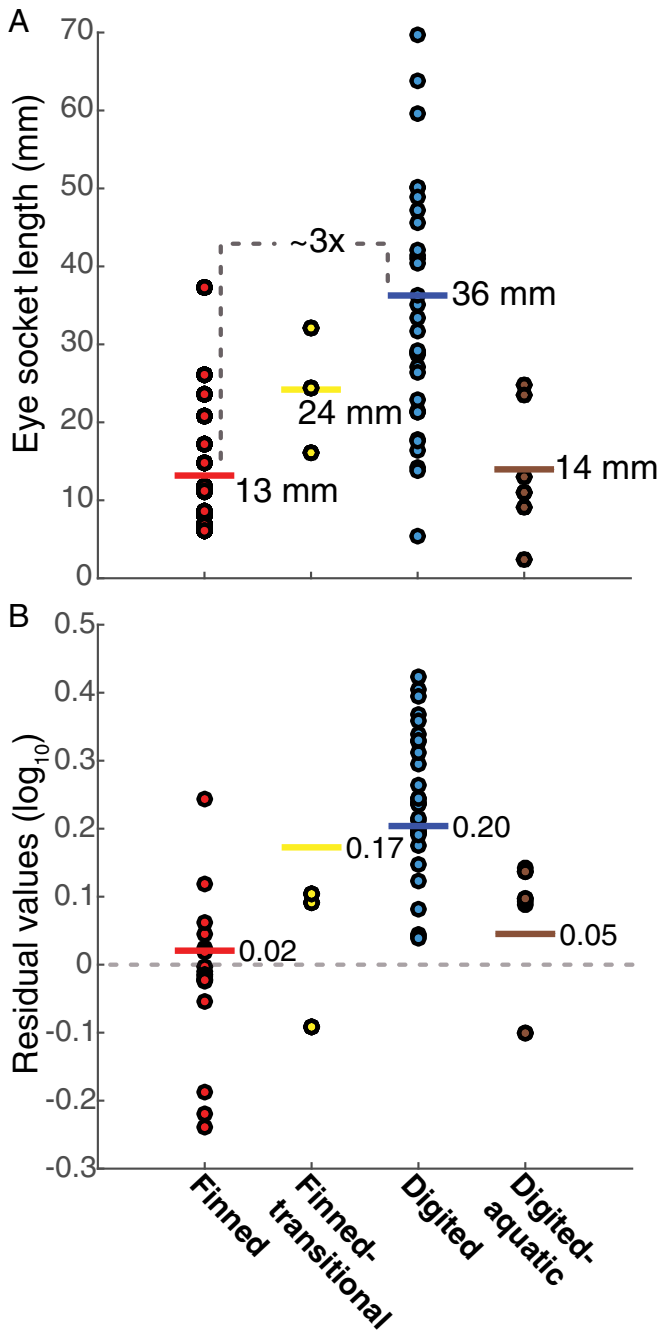 A
Eye socket length (mm)
70
60
50
40
30
20
10
0
~3x
13 mm
24 mm
36 mm
14 mm
B
Residual values (log10)
0.5
0.4
0.3
0.2
0.1
0
-0.1
-0.2
-0.3
0.02
0.17
0.20
0.05
Finned
Finned-
transitional
Digited
Digited-
aquatic